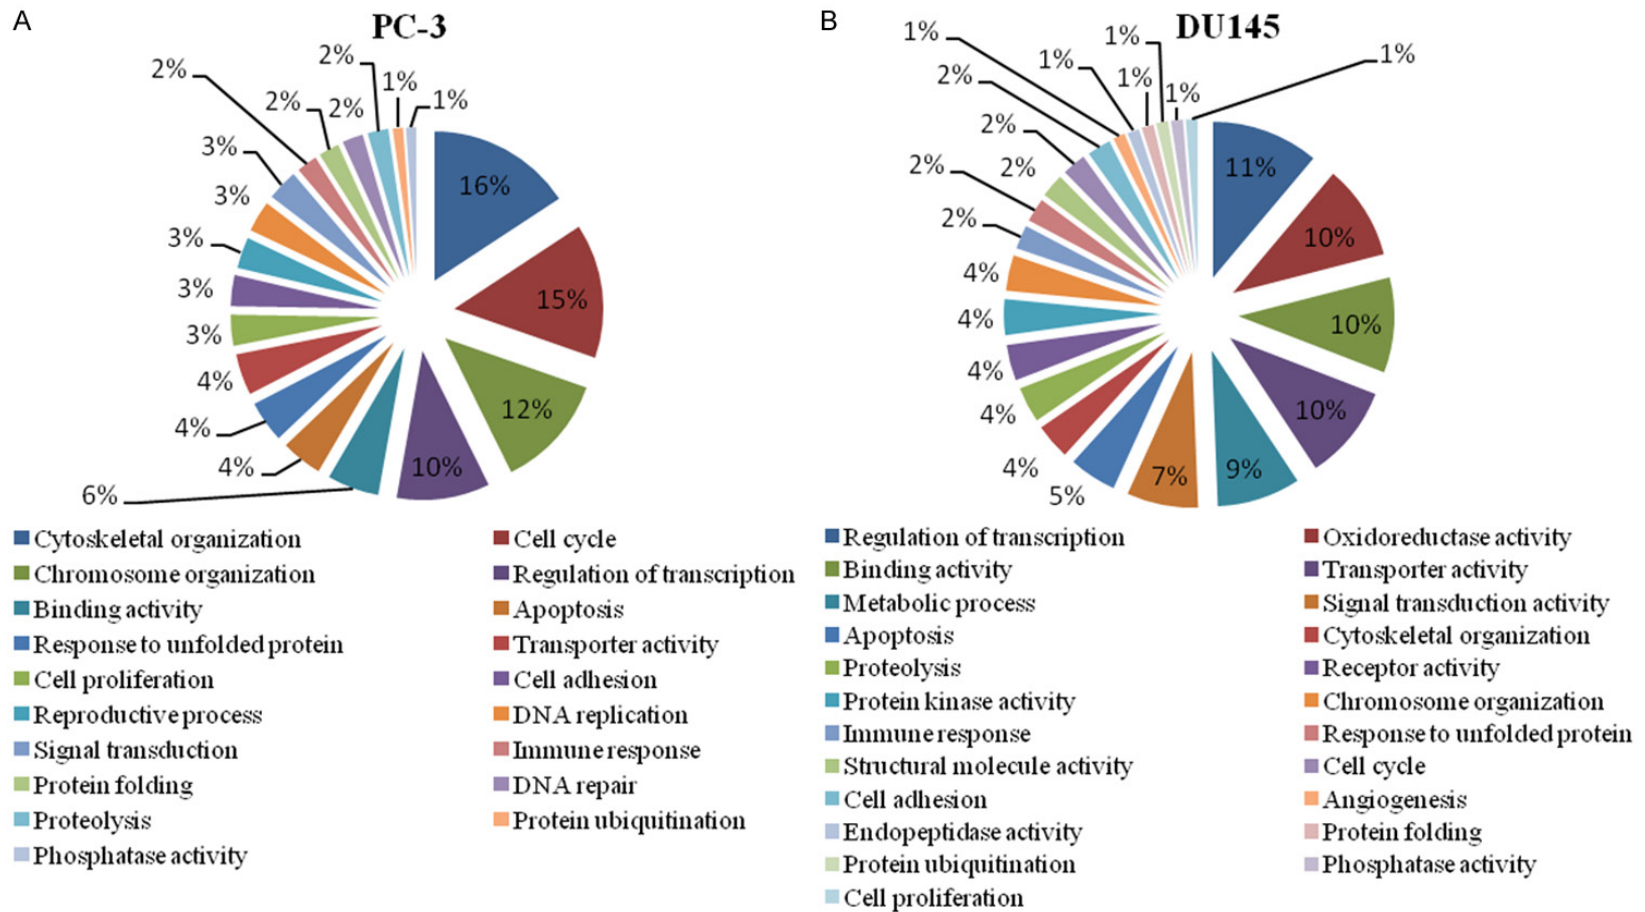 A
PC-3
16%
15%
12%
10%
6%
4%
4%
4%
3%
3%
3%
3%
3%
2%
2%
2%
2%
1%
1%
Cytoskeletal organization
Cell cycle
Chromosome organization
Regulation of transcription
Binding activity
Apoptosis
Response to unfolded protein
Transporter activity
Cell proliferation
Cell adhesion
Reproductive process
DNA replication
Signal transduction
Immune response
Protein folding
DNA repair
Proteolysis
Protein ubiquitination
Phosphatase activity
B
DU145
11%
10%
10%
10%
9%
7%
5%
4%
4%
4%
4%
4%
2%
2%
2%
2%
2%
1%
1%
1%
1%
1%
1%
Regulation of transcription
Oxidoreductase activity
Binding activity
Transporter activity
Metabolic process
Signal transduction activity
Apoptosis
Cytoskeletal organization
Proteolysis
Receptor activity
Protein kinase activity
Chromosome organization
Immune response
Response to unfolded protein
Structural molecule activity
Cell cycle
Cell adhesion
Angiogenesis
Endopeptidase activity
Protein folding
Protein ubiquitination
Phosphatase activity
Cell proliferation